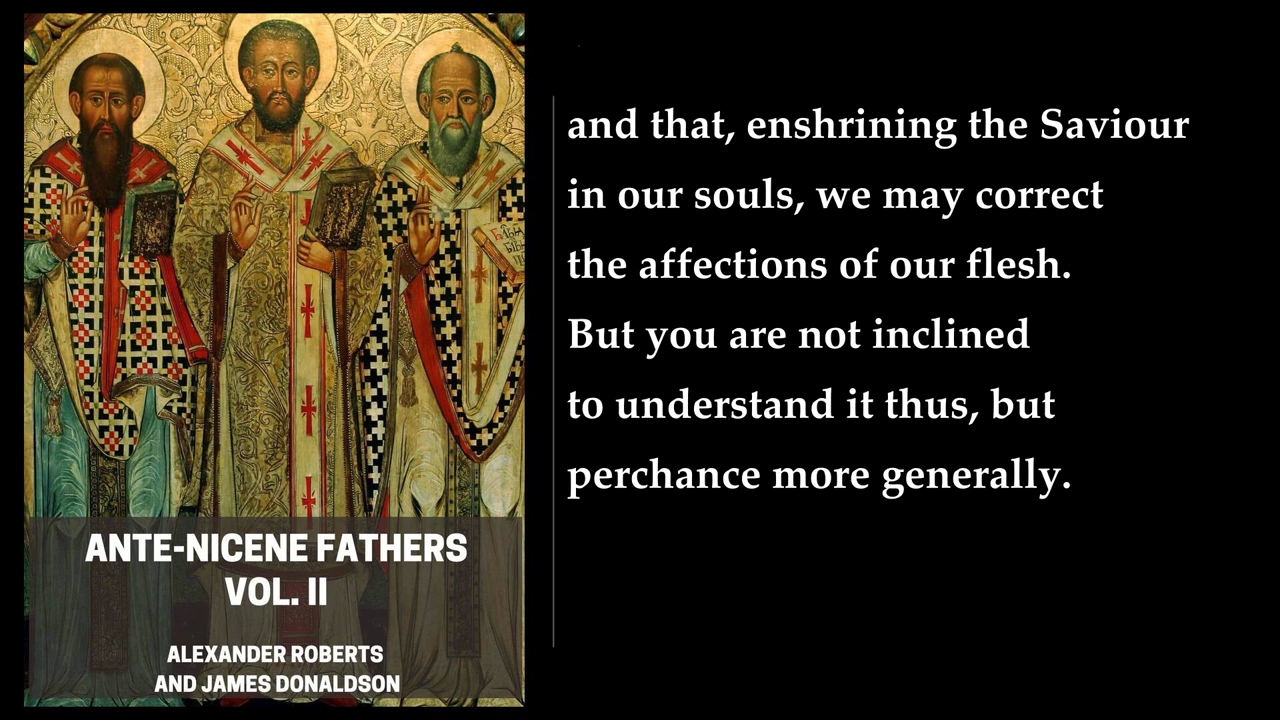 and that, enshrining the Saviour
in our souls, we may correct
the affections of our flesh.
But you are not inclined
to understand it thus, but
perchance more generally.
ANTE-NICENE FATHERS
VOL. II
ALEXANDER ROBERTS
AND JAMES DONALDSON